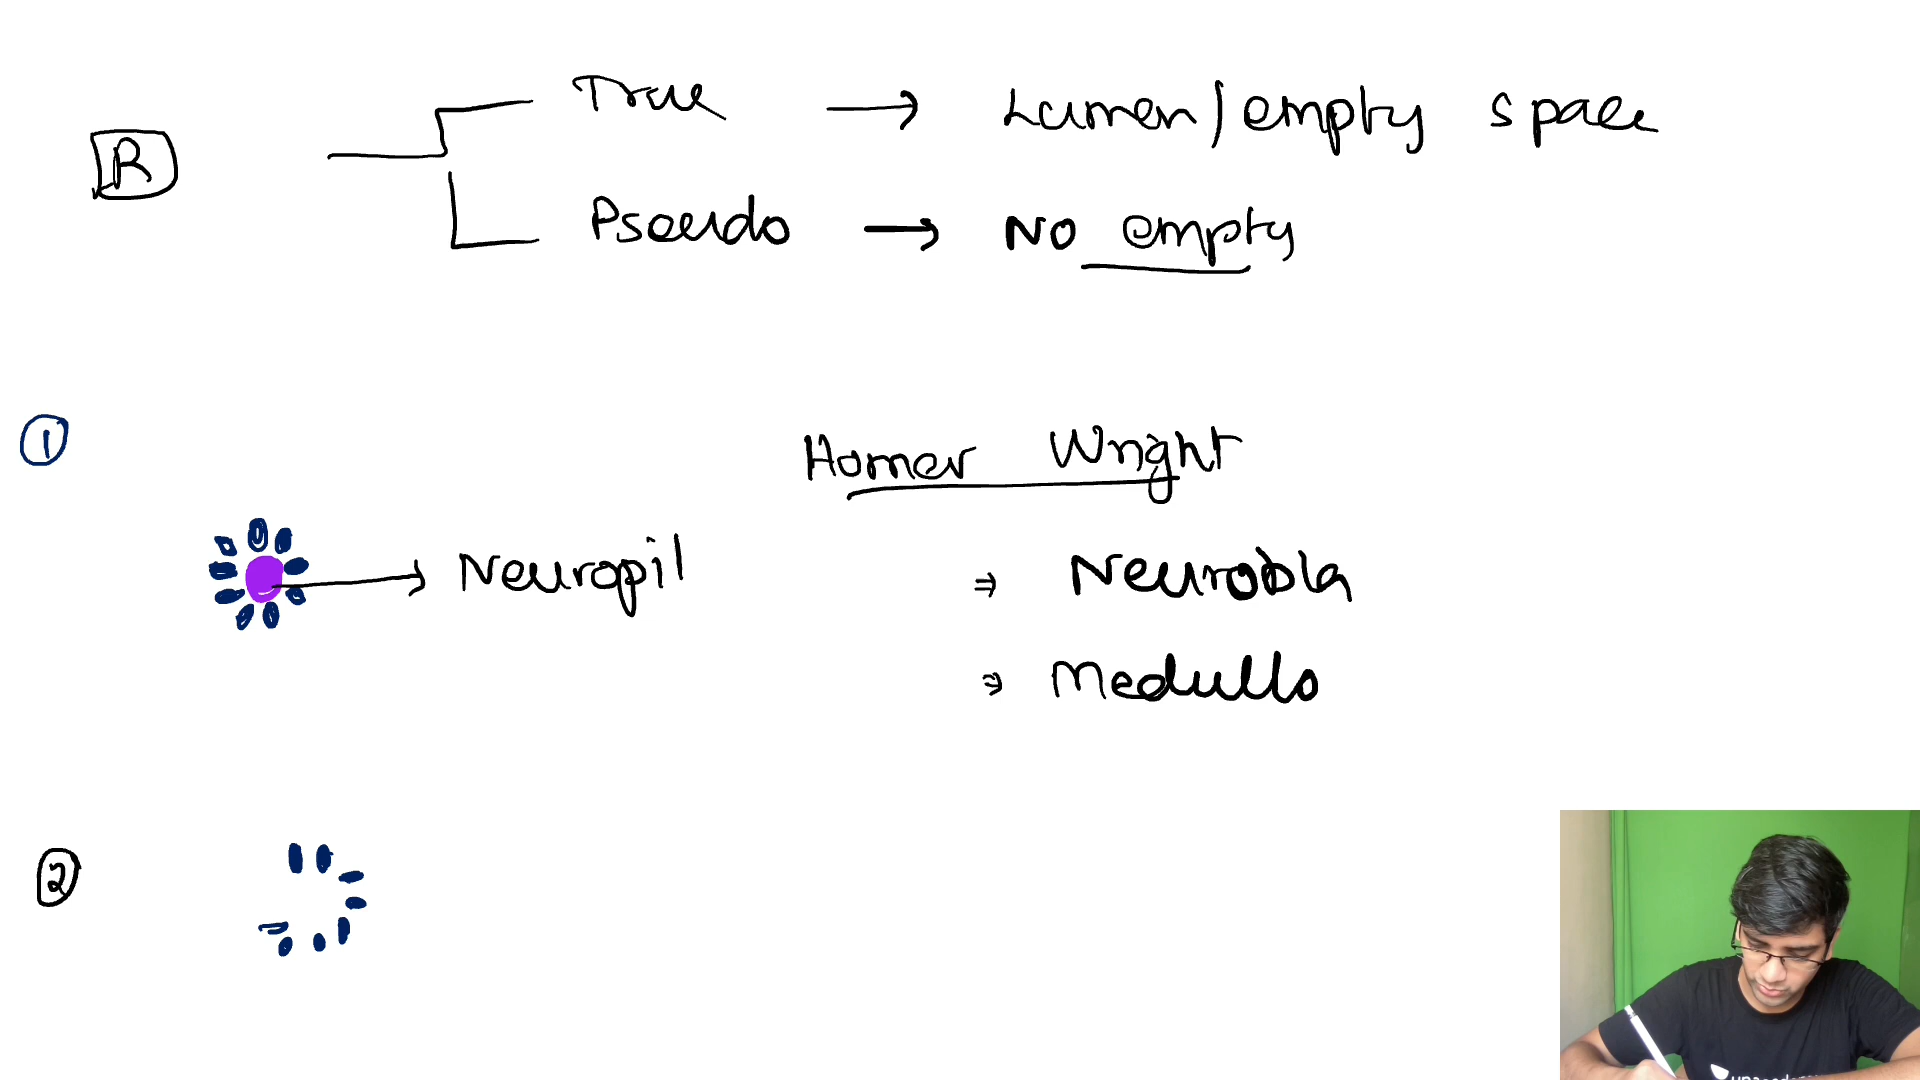 R
True → Lumen/empty space
Pseudo → NO empty
1
Homer Wright
Neuropil
⇒ Neurobla
⇒ Medullo
2